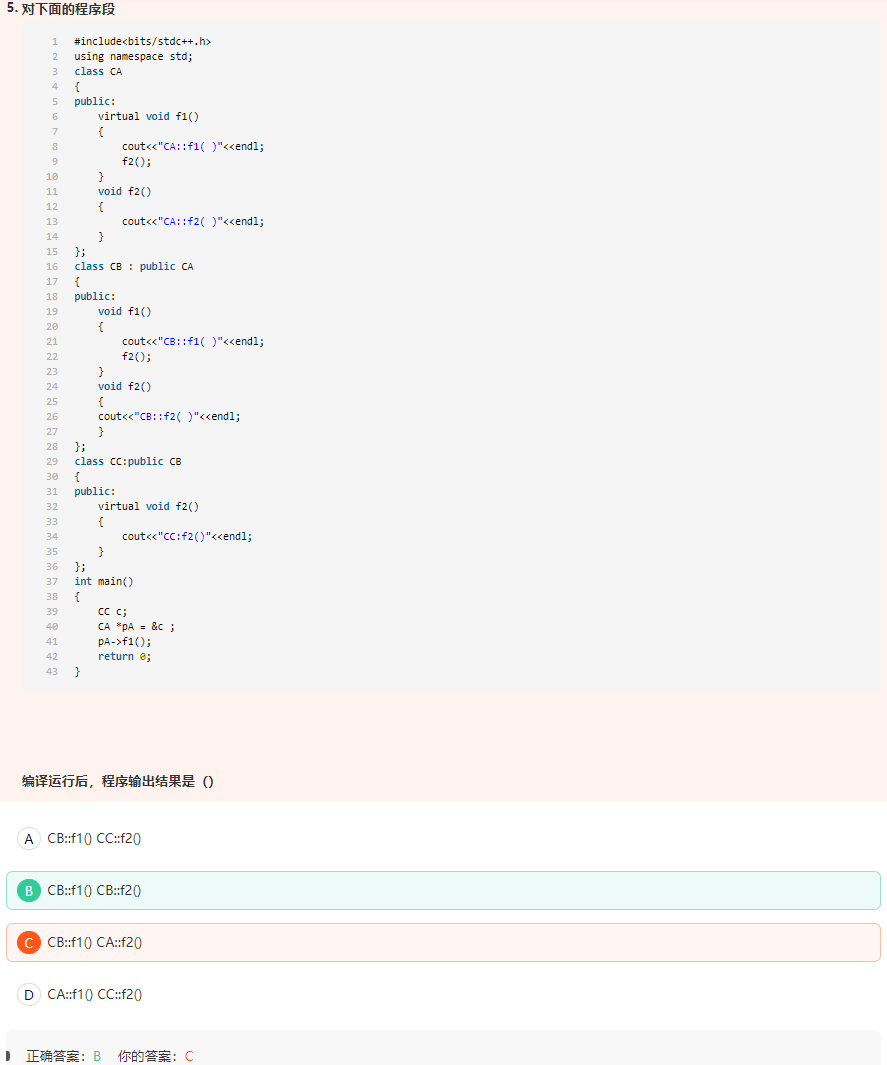 5. 对下面的程序段
1 #include<bits/stdc++.h>
2 using namespace std;
3 class CA
4 {
5 public:
6     virtual void f1()
7     {
8         cout<<"CA::f1( )"<<endl;
9         f2();
10     }
11     void f2()
12     {
13         cout<<"CA::f2( )"<<endl;
14     }
15 };
16 class CB : public CA
17 {
18 public:
19     void f1()
20     {
21         cout<<"CB::f1( )"<<endl;
22         f2();
23     }
24     void f2()
25     {
26     cout<<"CB::f2( )"<<endl;
27     }
28 };
29 class CC:public CB
30 {
31 public:
32     virtual void f2()
33     {
34         cout<<"CC:f2()"<<endl;
35     }
36 };
37 int main()
38 {
39     CC c;
40     CA *pA = &c ;
41     pA->f1();
42     return 0;
43 }
编译运行后，程序输出结果是（）
A CB::f1() CC::f2()
B CB::f1() CB::f2()
C CB::f1() CA::f2()
D CA::f1() CC::f2()
正确答案：B 你的答案：C